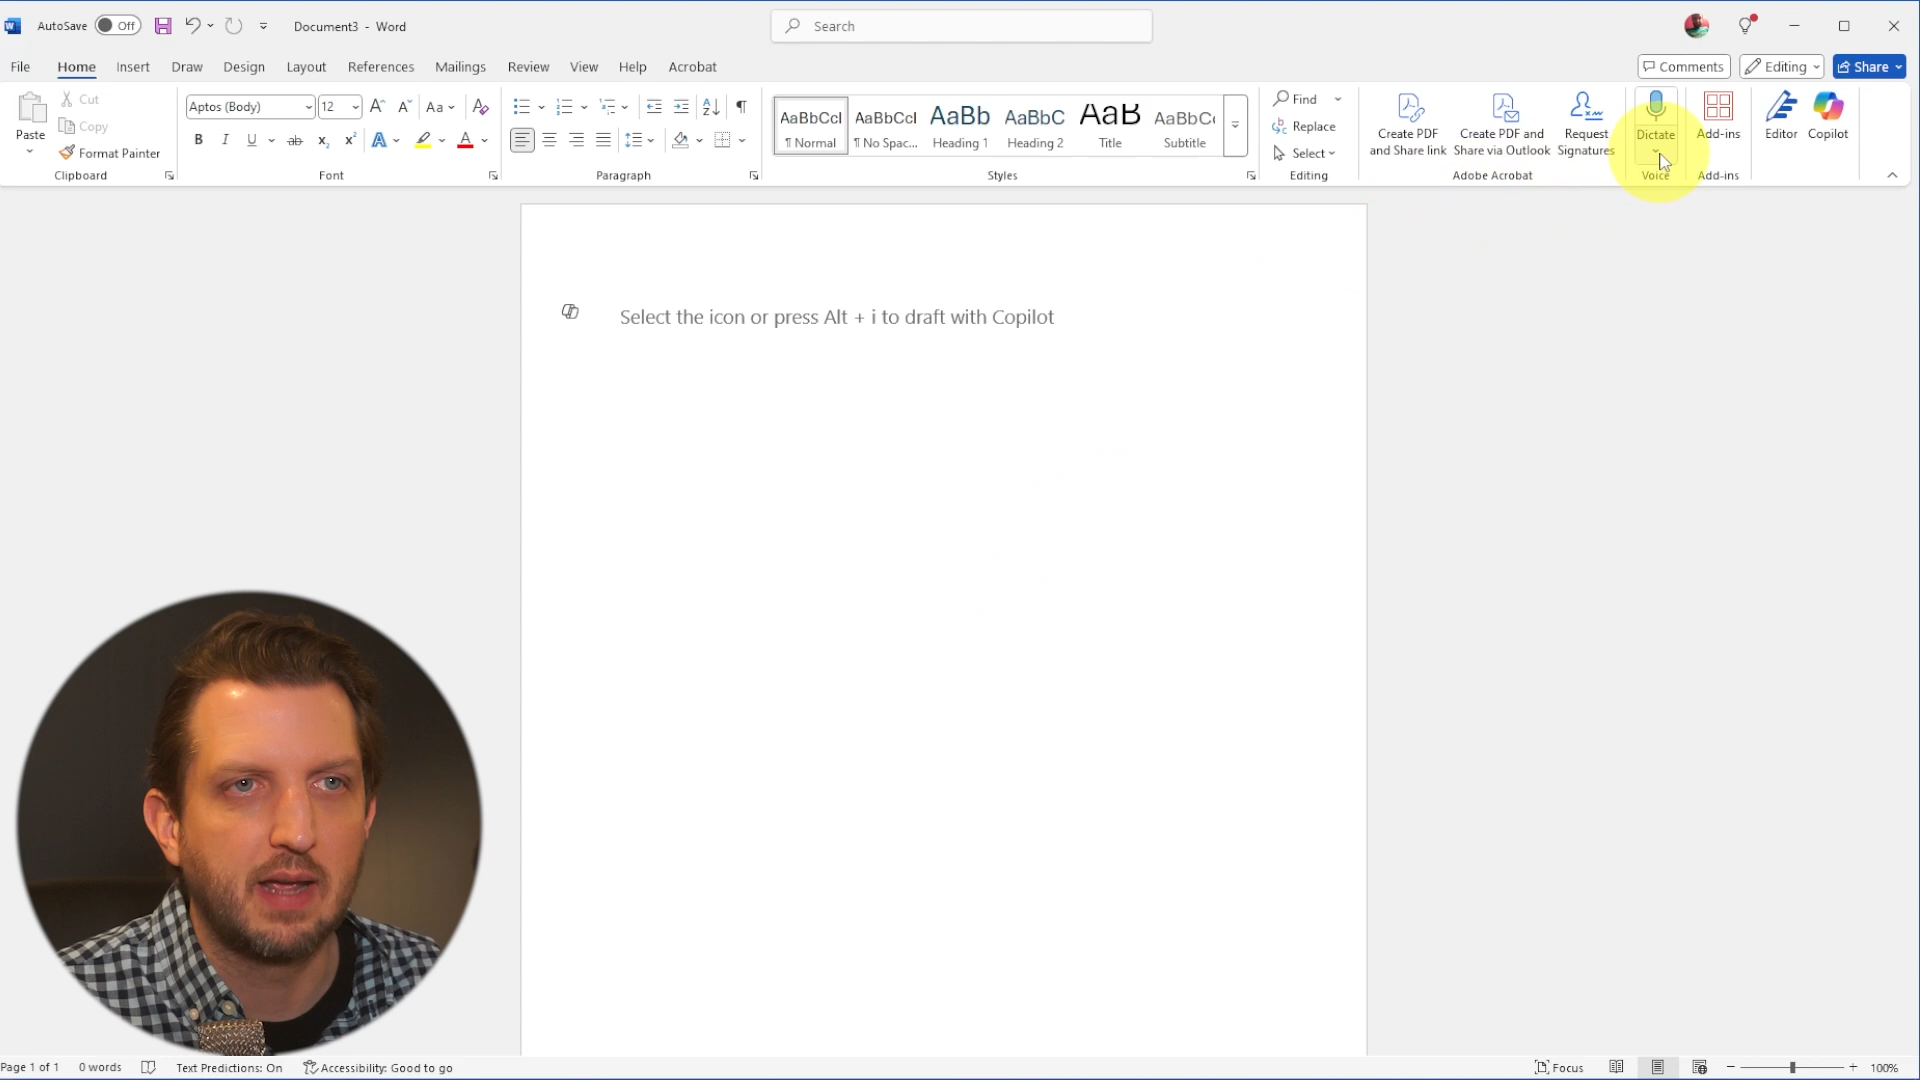 AutoSave Off Document3 - Word Search
File Home Insert Draw Design Layout References Mailings Review View Help Acrobat Comments Editing Share
Paste
Cut
Copy
Format Painter
Clipboard
Aptos (Body) 12 A A Aa A
B I U ab x₂ x² A A
Font
Paragraph
AaBbCcI AaBbCcI AaBb AaBbC AaB AaBbC
¶ Normal ¶ No Spac... Heading 1 Heading 2 Title Subtitle
Styles
Find
Replace
Select
Editing
Create PDF
and Share link
Create PDF and
Share via Outlook
Request
Signatures
Adobe Acrobat
Dictate
Voice
Add-ins
Add-ins
Editor
Copilot
Select the icon or press Alt + i to draft with Copilot
Page 1 of 1 0 words Text Predictions: On Accessibility: Good to go Focus 100%